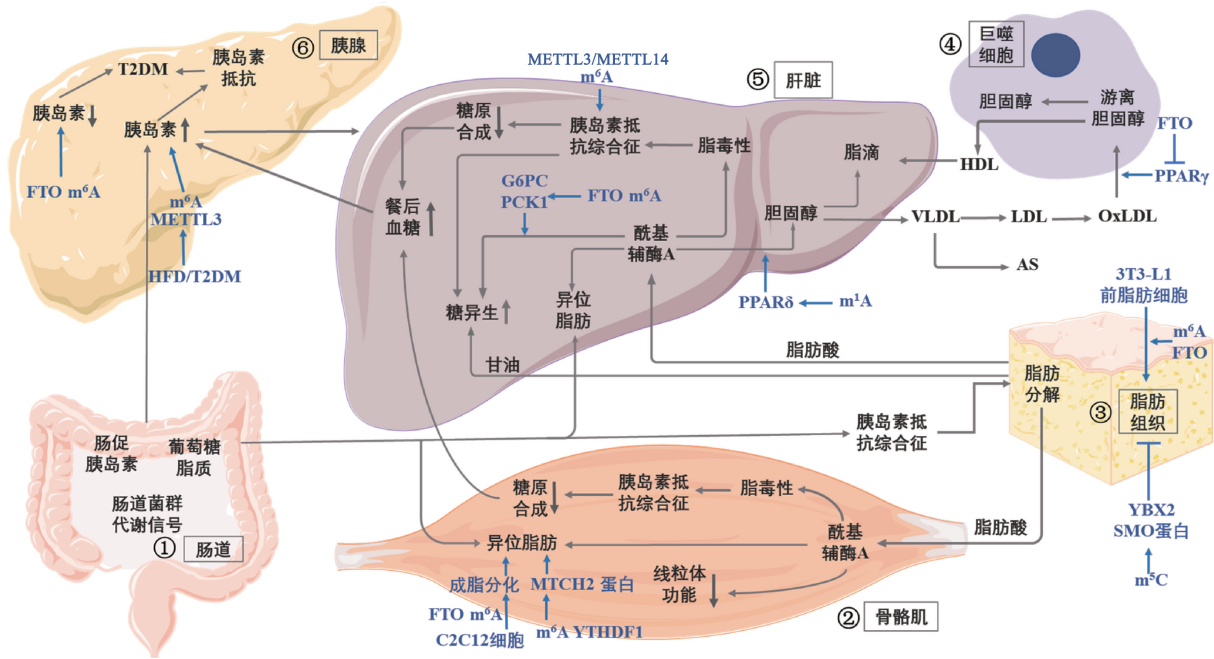 ⑥ 胰腺
T2DM
胰岛素
抵抗
胰岛素
胰岛素
FTO m⁶A
m⁶A
METTL3
HFD/T2DM
METTL3/METTL14
m⁶A
⑤ 肝脏
糖原
合成
胰岛素抵
抗综合征
脂毒性
脂滴
G6PC
PCK1
FTO m⁶A
餐后
血糖
酰基
辅酶A
胆固醇
糖异生
异位
脂肪
PPARδ
m¹A
甘油
脂肪酸
④ 巨噬
细胞
胆固醇
游离
胆固醇
FTO
HDL
PPARγ
VLDL
LDL
OxLDL
AS
3T3-L1
前脂肪细胞
m⁶A
FTO
脂肪
分解
③ 脂肪
组织
YBX2
SMO蛋白
m⁵C
肠促
胰岛素
葡萄糖
脂质
肠道菌群
代谢信号
① 肠道
胰岛素抵
抗综合征
糖原
合成
胰岛素抵
抗综合征
脂毒性
脂肪酸
异位脂肪
酰基
辅酶A
成脂分化
MTCH2 蛋白
线粒体
功能
FTO m⁶A
C2C12细胞
m⁶A YTHDF1
② 骨骼肌